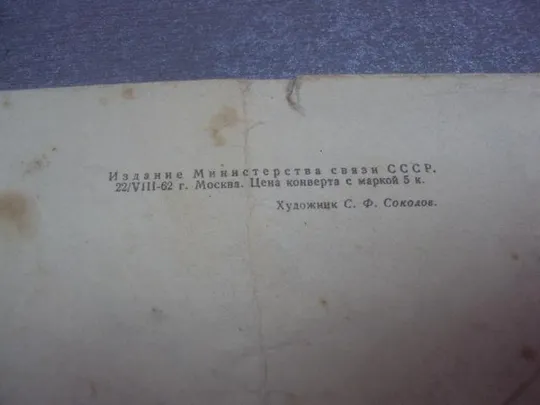 Издание Министерства связи СССР.
22/VIII-62 г. Москва. Цена конверта с маркой 5 к.
Художник С. Ф. Соколов.